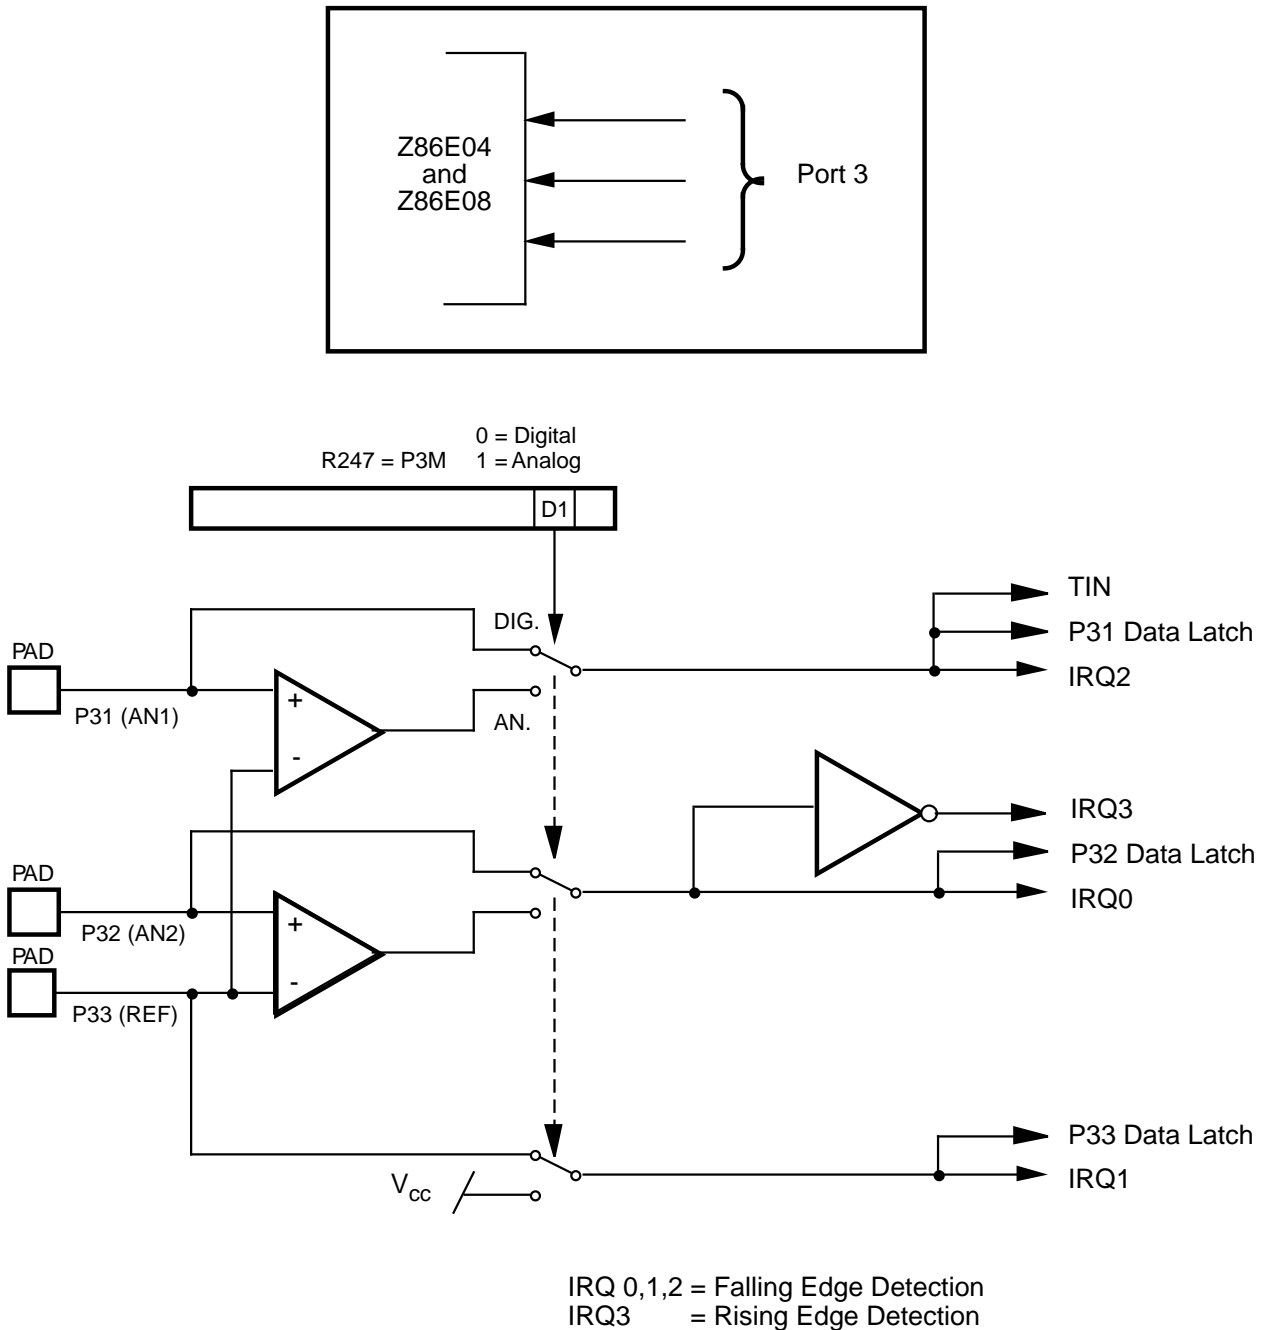 Z86E04
and
Z86E08
Port 3
0 = Digital
R247 = P3M 1 = Analog
D1
DIG.
TIN
P31 Data Latch
IRQ2
PAD
P31 (AN1)
+
-
AN.
IRQ3
P32 Data Latch
IRQ0
PAD
P32 (AN2)
+
-
PAD
P33 (REF)
P33 Data Latch
IRQ1
VCC
IRQ 0,1,2 = Falling Edge Detection
IRQ3 = Rising Edge Detection